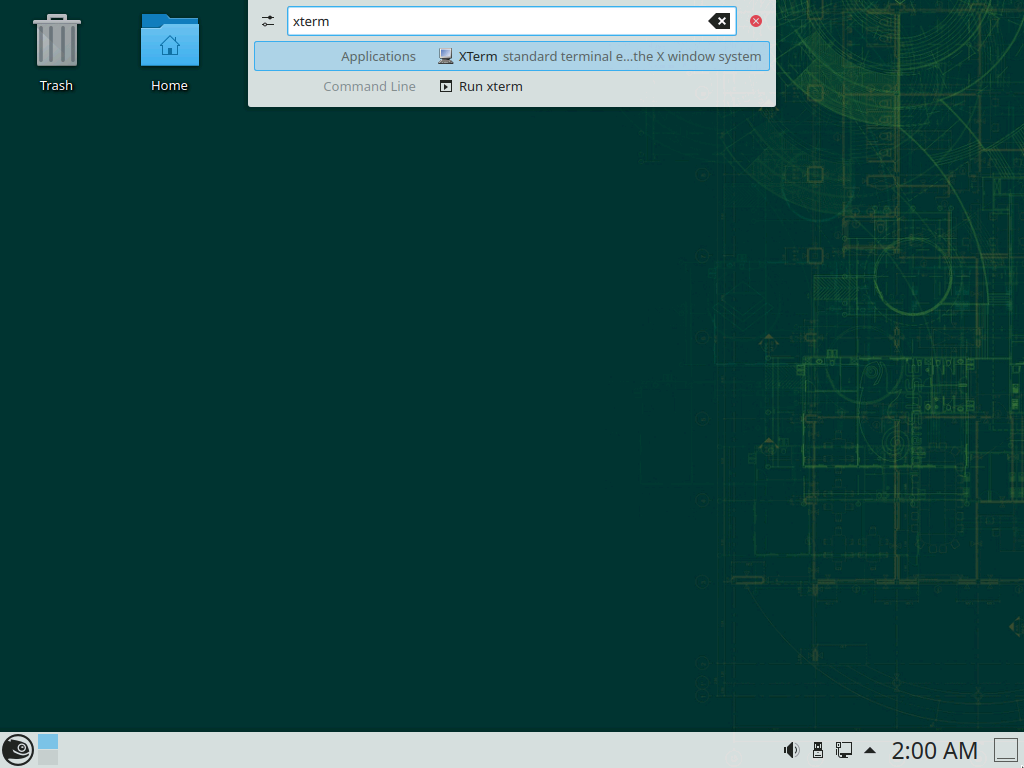 xterm
Applications XTerm standard terminal e...the X window system
Command Line Run xterm
Trash Home
2:00 AM